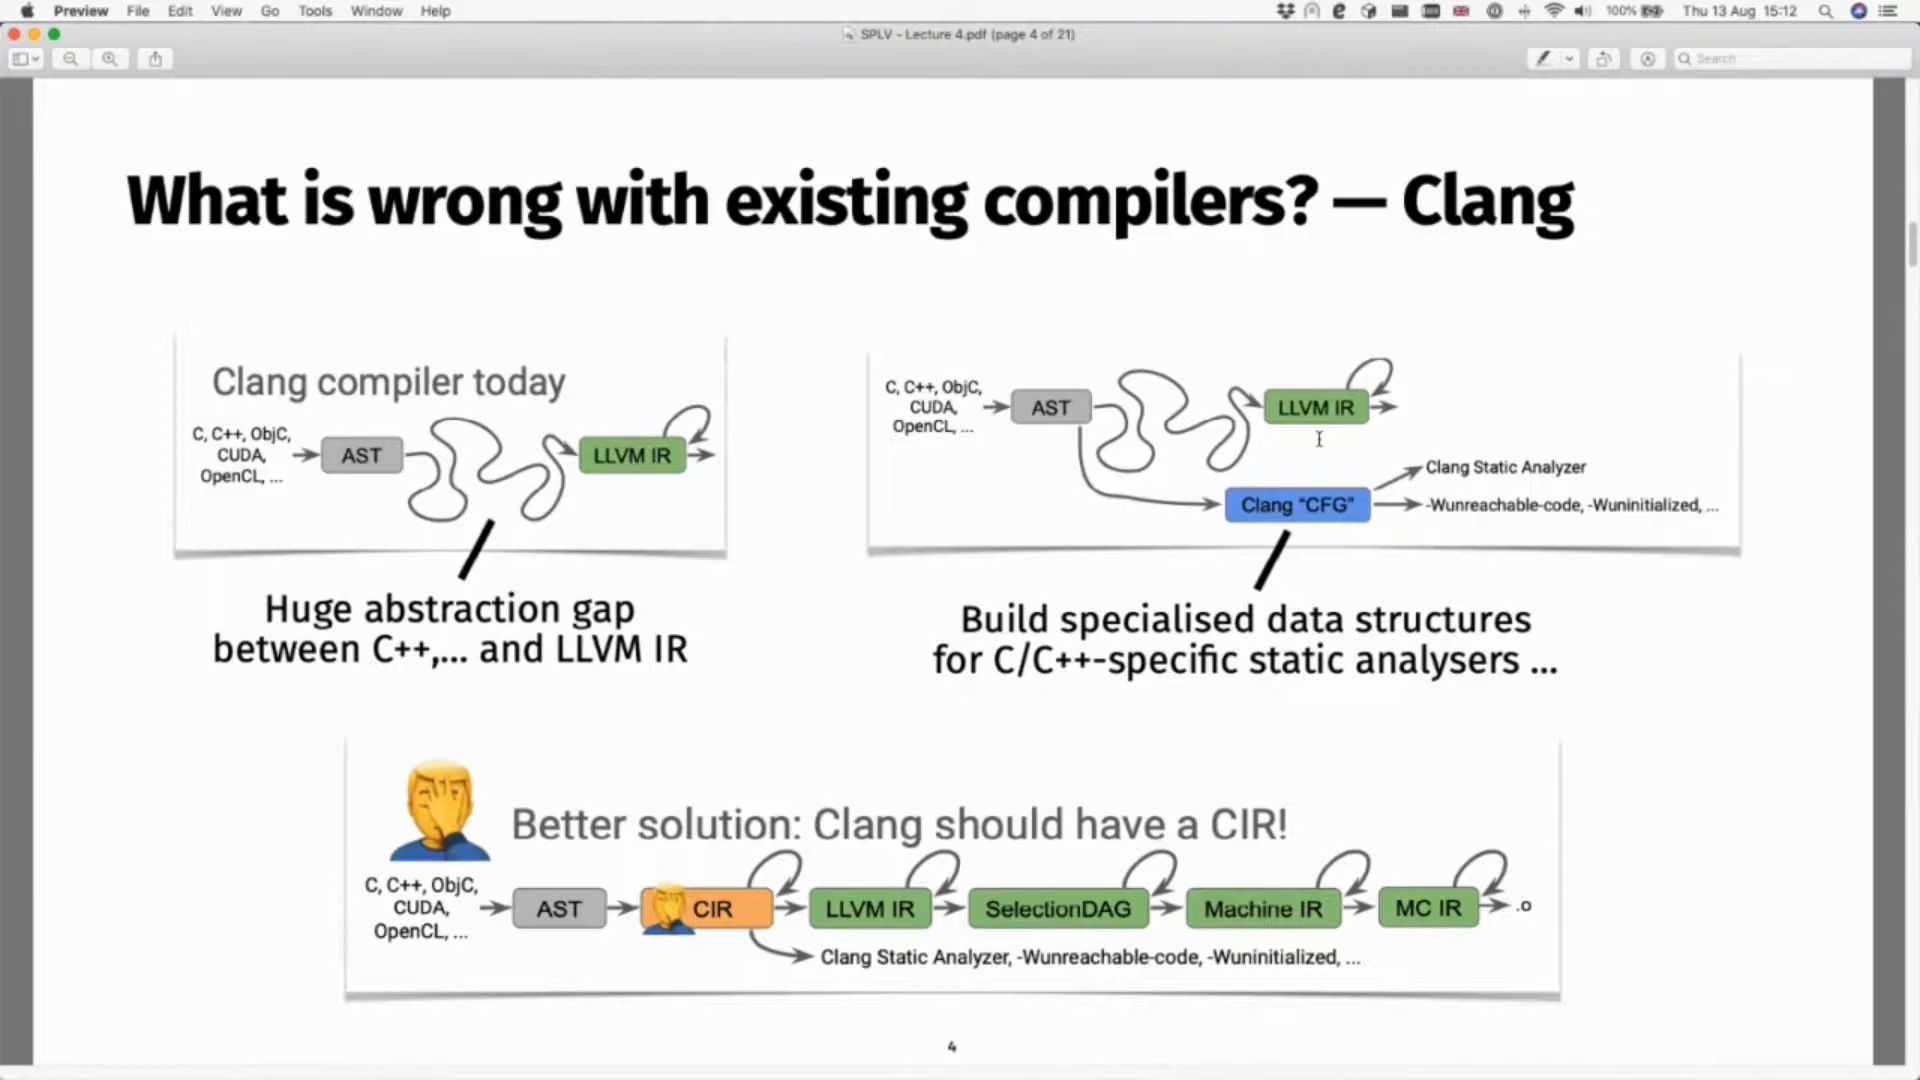 Preview File Edit View Go Tools Window Help
100% Thu 13 Aug 15:12
SPLV - Lecture 4.pdf (page 4 of 21)
Search
What is wrong with existing compilers? — Clang
Clang compiler today
C, C++, ObjC,
CUDA,
OpenCL, ...
AST
LLVM IR
Huge abstraction gap
between C++,... and LLVM IR
C, C++, ObjC,
CUDA,
OpenCL, ...
AST
LLVM IR
Clang Static Analyzer
Clang “CFG”
-Wunreachable-code, -Wuninitialized, ...
Build specialised data structures
for C/C++-specific static analysers ...
Better solution: Clang should have a CIR!
C, C++, ObjC,
CUDA,
OpenCL, ...
AST
CIR
LLVM IR
SelectionDAG
Machine IR
MC IR
.o
Clang Static Analyzer, -Wunreachable-code, -Wuninitialized, ...
4